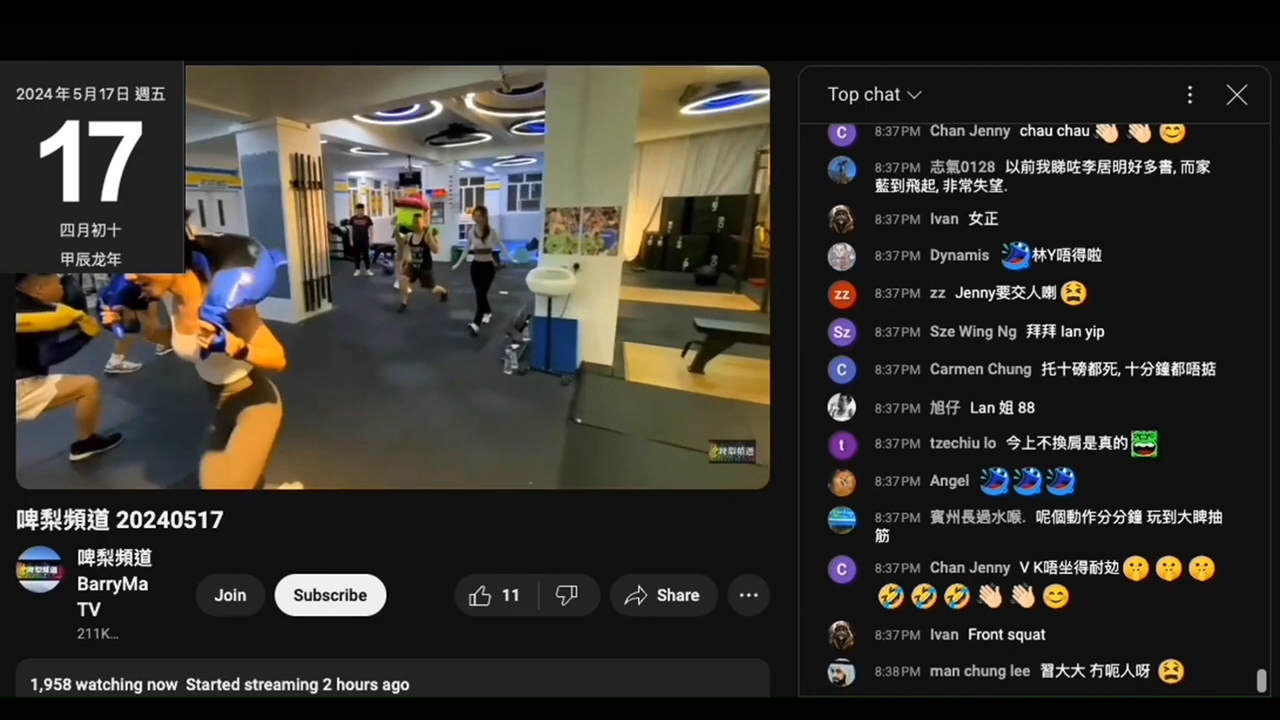 2024年5月17日 週五
17
四月初十
甲辰龙年
啤梨頻道
啤梨頻道 20240517
啤梨頻道
BarryMa
TV
211K...
Join
Subscribe
11
Share
1,958 watching now Started streaming 2 hours ago
Top chat
C
8:37PM Chan Jenny chau chau 👋🏻 👋🏻 😊
8:37PM 志氣0128 以前我睇咗李居明好多書, 而家
藍到飛起, 非常失望.
8:37PM Ivan 女正
8:37PM Dynamis 林Y唔得啦
zz
8:37PM zz Jenny要交人喇 😫
Sz
8:37PM Sze Wing Ng 拜拜 lan yip
C
8:37PM Carmen Chung 托十磅都死, 十分鐘都唔掂
8:37PM 旭仔 Lan 姐 88
t
8:37PM tzechiu lo 今上不換肩是真的
8:37PM Angel
8:37PM 賓州長過水喉. 呢個動作分分鐘 玩到大睥抽
筋
C
8:37PM Chan Jenny V K唔坐得耐攰 🤫 🤫 🤫
🤣 🤣 🤣 👋🏻 👋🏻 😊
8:37PM Ivan Front squat
8:38PM man chung lee 習大大 冇呃人呀 😫